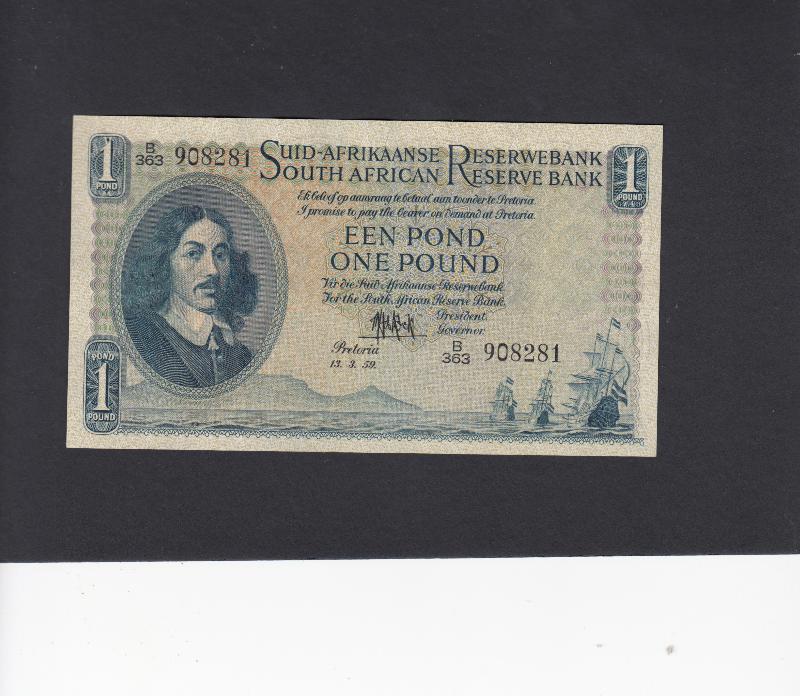 1
POND
B/363 908281
SUID-AFRIKAANSE RESERWEBANK
SOUTH AFRICAN RESERVE BANK
1
POUND
Ek beloof op aanvraag te betaal aan toonder te Pretoria.
I promise to pay the bearer on demand at Pretoria.
EEN POND
ONE POUND
Vir die Suid Afrikaanse Reserwebank
For the South African Reserve Bank
President.
Governor.
Pretoria
13. 3. 59.
B/363 908281
POND
1
POUND